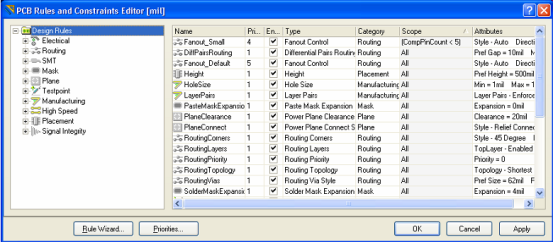 PCB Rules and Constraints Editor [mil]
Design Rules
Electrical
Routing
SMT
Mask
Plane
Testpoint
Manufacturing
High Speed
Placement
Signal Integrity
Name Pri... En... Type Category Scope Attributes
Fanout_Small 4 Fanout Control Routing (CompPinCount < 5) Style - Auto Directi
DiffPairsRouting 1 Differential Pairs Routin Routing All Pref Gap = 10mil M
Fanout_Default 5 Fanout Control Routing All Style - Auto Directi
Height 1 Height Placement All Pref Height = 500mil
HoleSize 1 Hole Size Manufacturing All Min = 1mil Max = 1
LayerPairs 1 Layer Pairs Manufacturing All Layer Pairs - Enforce
PasteMaskExpansio 1 Paste Mask Expansion Mask All Expansion = 0mil
PlaneClearance 1 Power Plane Clearance Plane All Clearance = 20mil
PlaneConnect 1 Power Plane Connect S Plane All Style - Relief Connec
RoutingCorners 1 Routing Corners Routing All Style - 45 Degree
RoutingLayers 1 Routing Layers Routing All TopLayer - Enabled
RoutingPriority 1 Routing Priority Routing All Priority = 0
RoutingTopology 1 Routing Topology Routing All Topology - Shortest
RoutingVias 1 Routing Via Style Routing All Pref Size = 62mil
SolderMaskExpansi 1 Solder Mask Expansion Mask All Expansion = 4mil
Rule Wizard... Priorities... OK Cancel Apply